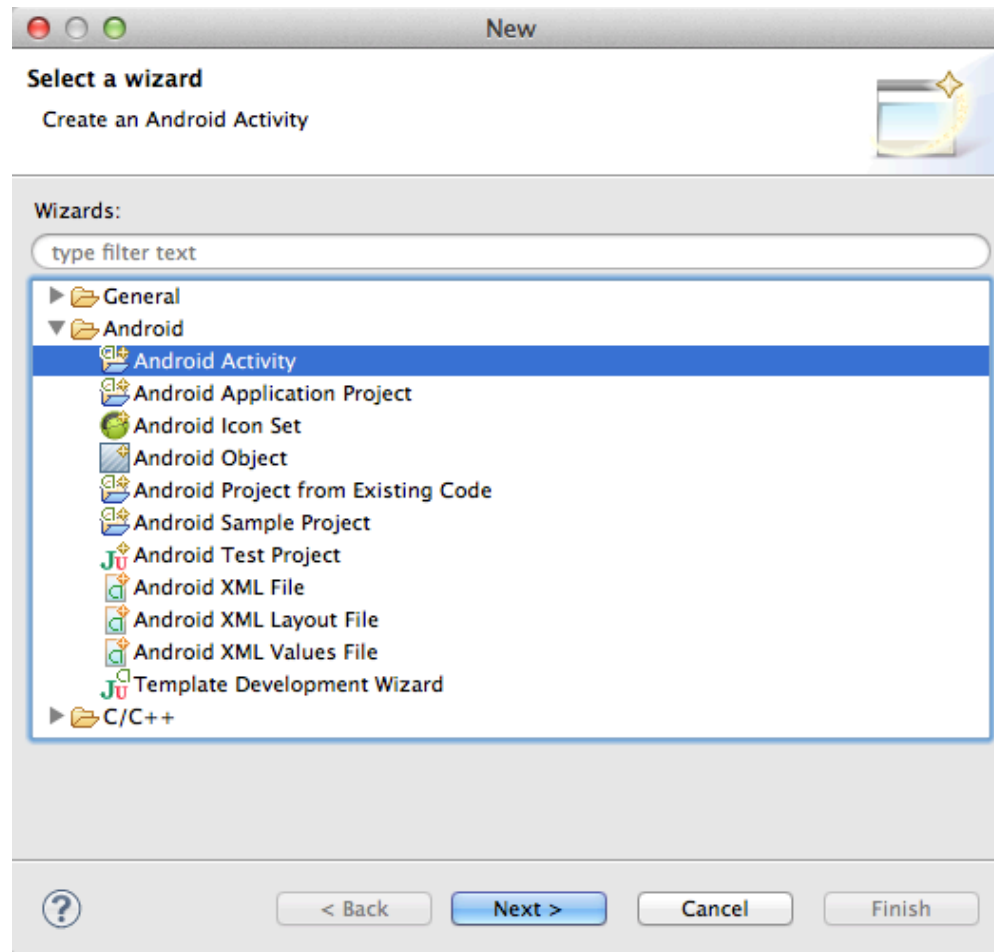 New
Select a wizard
Create an Android Activity
Wizards:
type filter text
General
Android
Android Activity
Android Application Project
Android Icon Set
Android Object
Android Project from Existing Code
Android Sample Project
Android Test Project
Android XML File
Android XML Layout File
Android XML Values File
Template Development Wizard
C/C++
? < Back Next > Cancel Finish